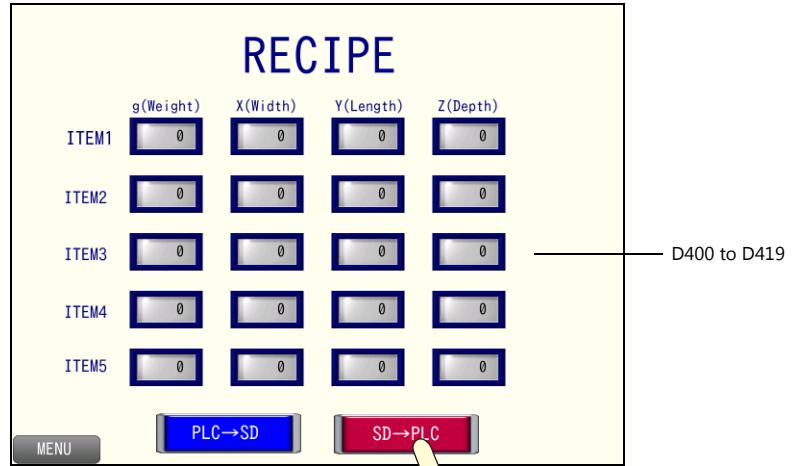 RECIPE
g(Weight) X(Width) Y(Length) Z(Depth)
ITEM1 0 0 0 0
ITEM2 0 0 0 0
ITEM3 0 0 0 0 D400 to D419
ITEM4 0 0 0 0
ITEM5 0 0 0 0
PLC→SD SD→PLC
MENU